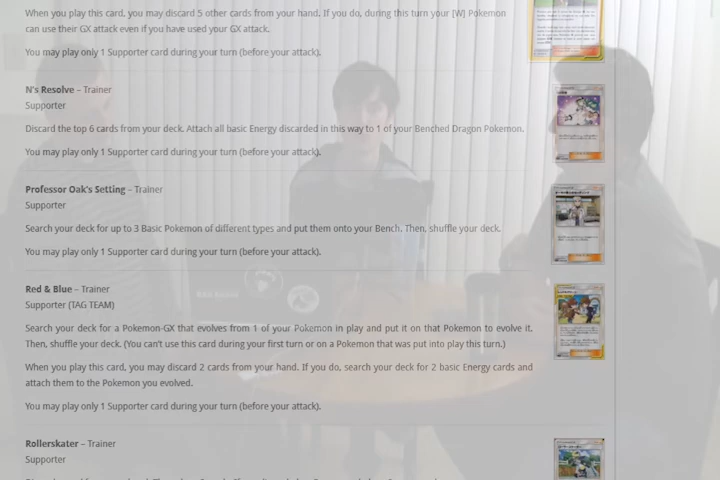 When you play this card, you may discard 5 other cards from your hand. If you do, during this turn your [W] Pokemon
can use their GX attack even if you have used your GX attack.
You may play only 1 Supporter card during your turn (before your attack).
N's Resolve – Trainer
Supporter
Discard the top 6 cards from your deck. Attach all basic Energy discarded in this way to 1 of your Benched Dragon Pokemon.
You may play only 1 Supporter card during your turn (before your attack).
Professor Oak's Setting – Trainer
Supporter
Search your deck for up to 3 Basic Pokemon of different types and put them onto your Bench. Then, shuffle your deck.
You may play only 1 Supporter card during your turn (before your attack).
Red & Blue – Trainer
Supporter (TAG TEAM)
Search your deck for a Pokemon-GX that evolves from 1 of your Pokemon in play and put it on that Pokemon to evolve it.
Then, shuffle your deck. (You can't use this card during your first turn or on a Pokemon that was put into play this turn.)
When you play this card, you may discard 2 cards from your hand. If you do, search your deck for 2 basic Energy cards and
attach them to the Pokemon you evolved.
You may play only 1 Supporter card during your turn (before your attack).
Rollerskater – Trainer
Supporter